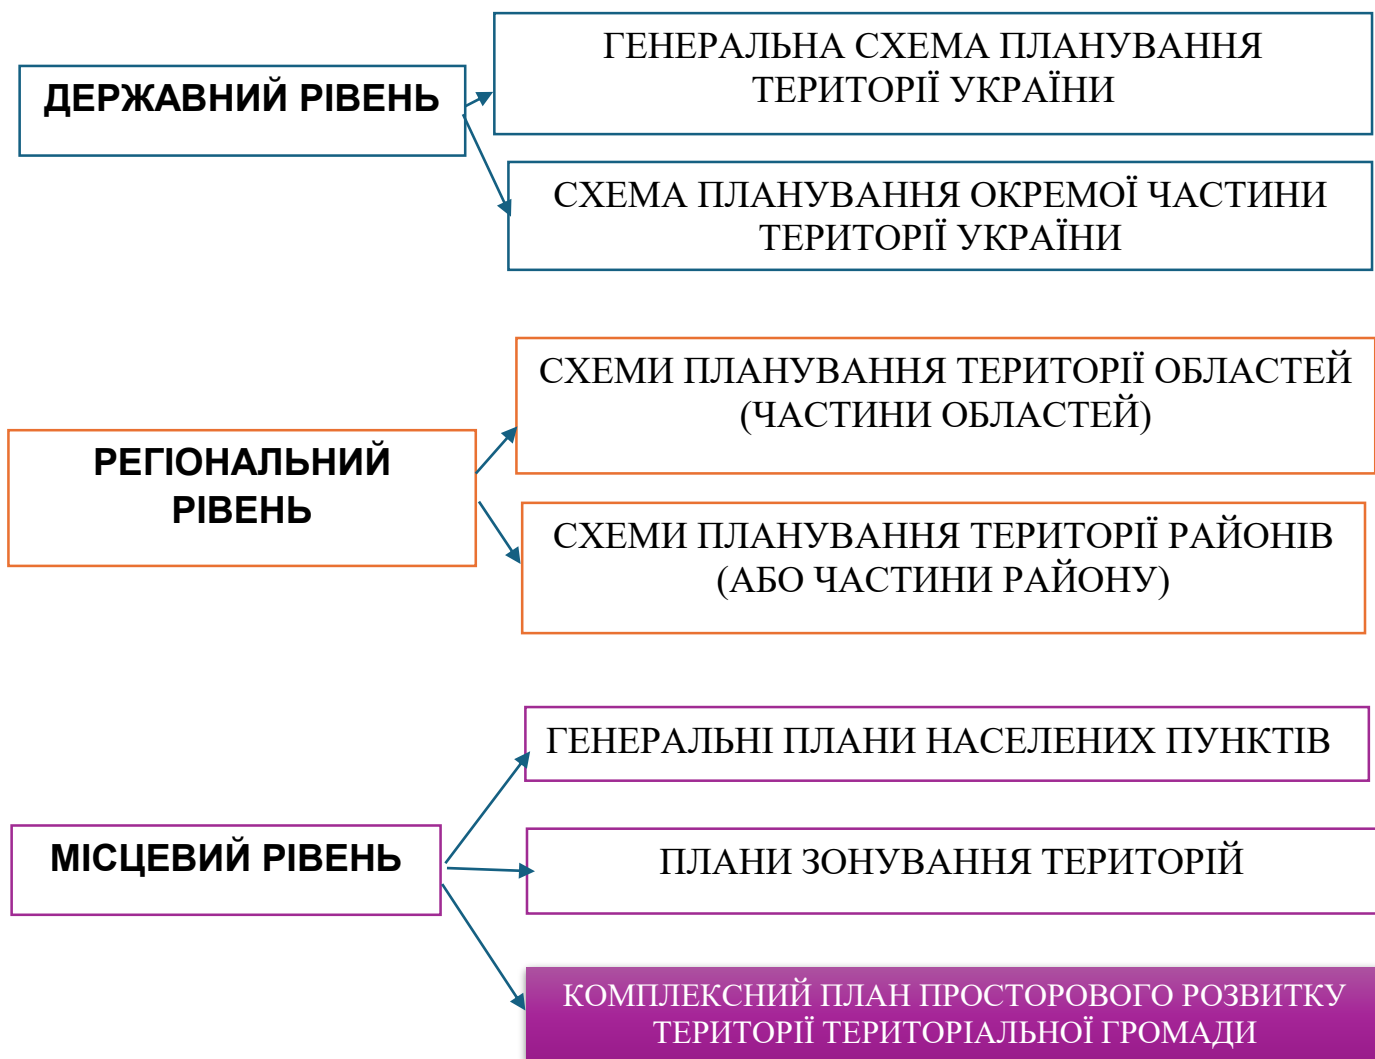 ДЕРЖАВНИЙ РІВЕНЬ
ГЕНЕРАЛЬНА СХЕМА ПЛАНУВАННЯ
ТЕРИТОРІЇ УКРАЇНИ
СХЕМА ПЛАНУВАННЯ ОКРЕМОЇ ЧАСТИНИ
ТЕРИТОРІЇ УКРАЇНИ
РЕГІОНАЛЬНИЙ
РІВЕНЬ
СХЕМИ ПЛАНУВАННЯ ТЕРИТОРІЇ ОБЛАСТЕЙ
(ЧАСТИНИ ОБЛАСТЕЙ)
СХЕМИ ПЛАНУВАННЯ ТЕРИТОРІЇ РАЙОНІВ
(АБО ЧАСТИНИ РАЙОНУ)
МІСЦЕВИЙ РІВЕНЬ
ГЕНЕРАЛЬНІ ПЛАНИ НАСЕЛЕНИХ ПУНКТІВ
ПЛАНИ ЗОНУВАННЯ ТЕРИТОРІЙ
КОМПЛЕКСНИЙ ПЛАН ПРОСТОРОВОГО РОЗВИТКУ
ТЕРИТОРІЇ ТЕРИТОРІАЛЬНОЇ ГРОМАДИ